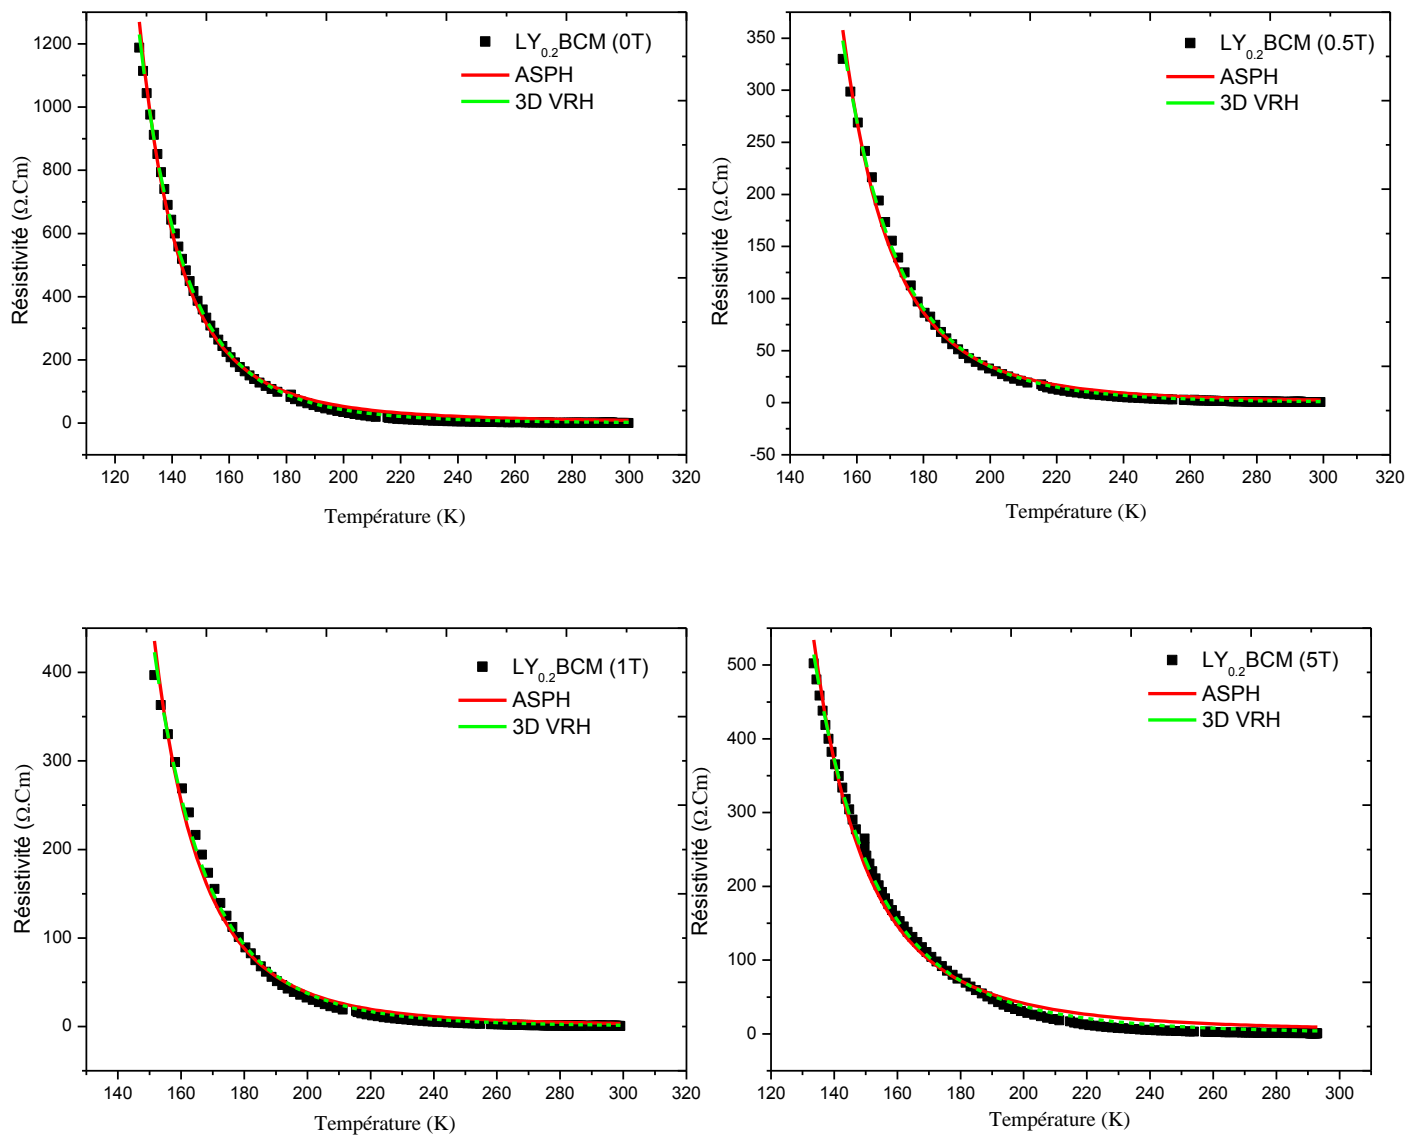 LY0.2BCM (0T)
ASPH
3D VRH
Résistivité (Ω.Cm)
1200
1000
800
600
400
200
0
120 140 160 180 200 220 240 260 280 300 320
Température (K)
LY0.2BCM (0.5T)
ASPH
3D VRH
Résistivité (Ω.Cm)
350
300
250
200
150
100
50
0
-50
140 160 180 200 220 240 260 280 300 320
Température (K)
LY0.2BCM (1T)
ASPH
3D VRH
Résistivité (Ω.Cm)
400
300
200
100
0
140 160 180 200 220 240 260 280 300 320
Température (K)
LY0.2BCM (5T)
ASPH
3D VRH
Résistivité (Ω.Cm)
500
400
300
200
100
0
120 140 160 180 200 220 240 260 280 300
Température (K)